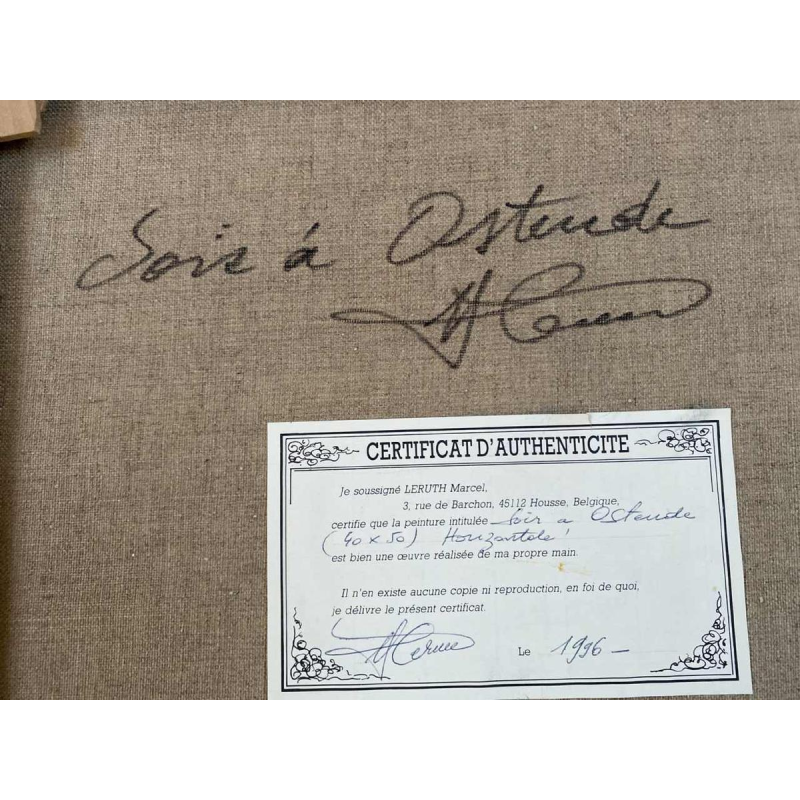 Soir à Ostende
CERTIFICAT D'AUTHENTICITE
Je soussigné LERUTH Marcel,
3, rue de Barchon, 45112 Housse, Belgique,
certifie que la peinture intitulée Soir a Ostende
(40 x 50) Horizontale
est bien une œuvre réalisée de ma propre main.
Il n'en existe aucune copie ni reproduction, en foi de quoi,
je délivre le présent certificat.
Le 1996 -